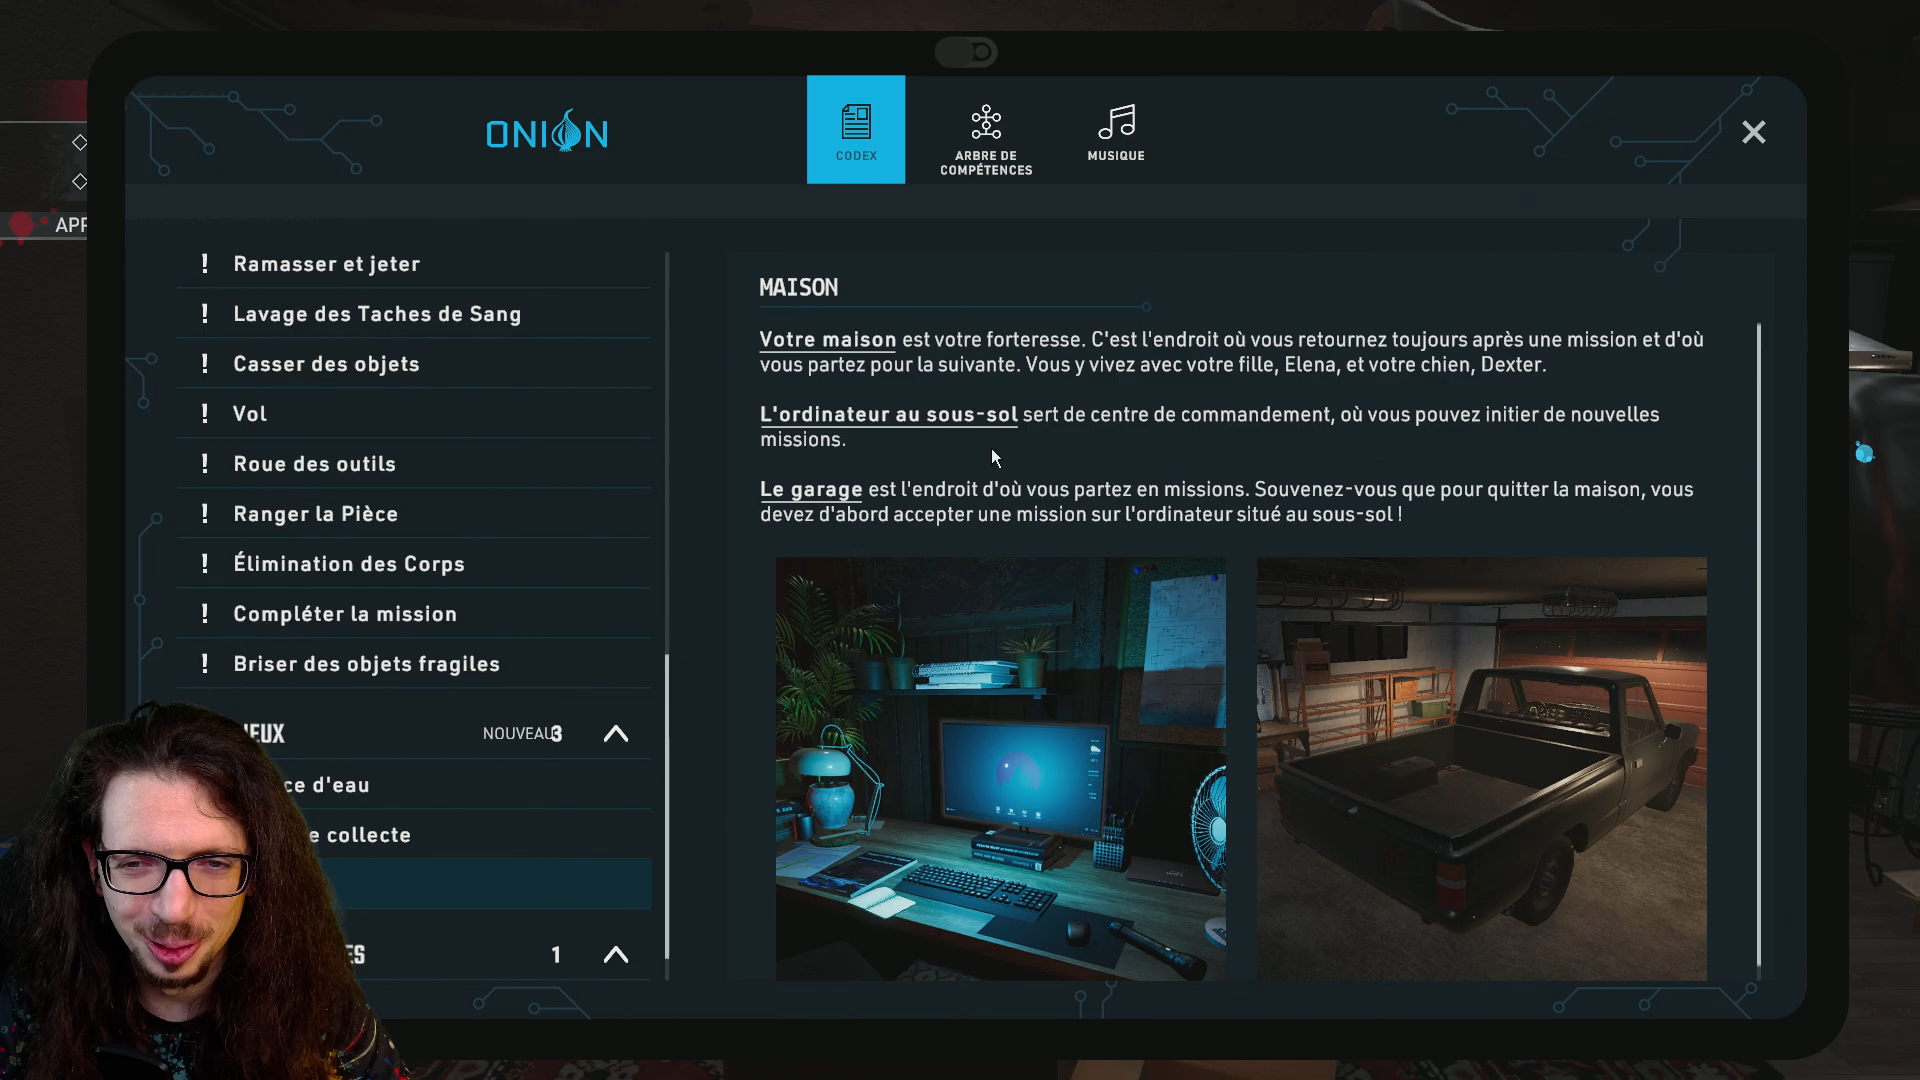 ONION
CODEX
ARBRE DE
COMPÉTENCES
MUSIQUE
APP
! Ramasser et jeter
! Lavage des Taches de Sang
! Casser des objets
! Vol
! Roue des outils
! Ranger la Pièce
! Élimination des Corps
! Compléter la mission
! Briser des objets fragiles
IEUX NOUVEAU 3
ce d'eau
e collecte
ES 1
MAISON
Votre maison est votre forteresse. C'est l'endroit où vous retournez toujours après une mission et d'où
vous partez pour la suivante. Vous y vivez avec votre fille, Elena, et votre chien, Dexter.
L'ordinateur au sous-sol sert de centre de commandement, où vous pouvez initier de nouvelles
missions.
Le garage est l'endroit d'où vous partez en missions. Souvenez-vous que pour quitter la maison, vous
devez d'abord accepter une mission sur l'ordinateur situé au sous-sol !